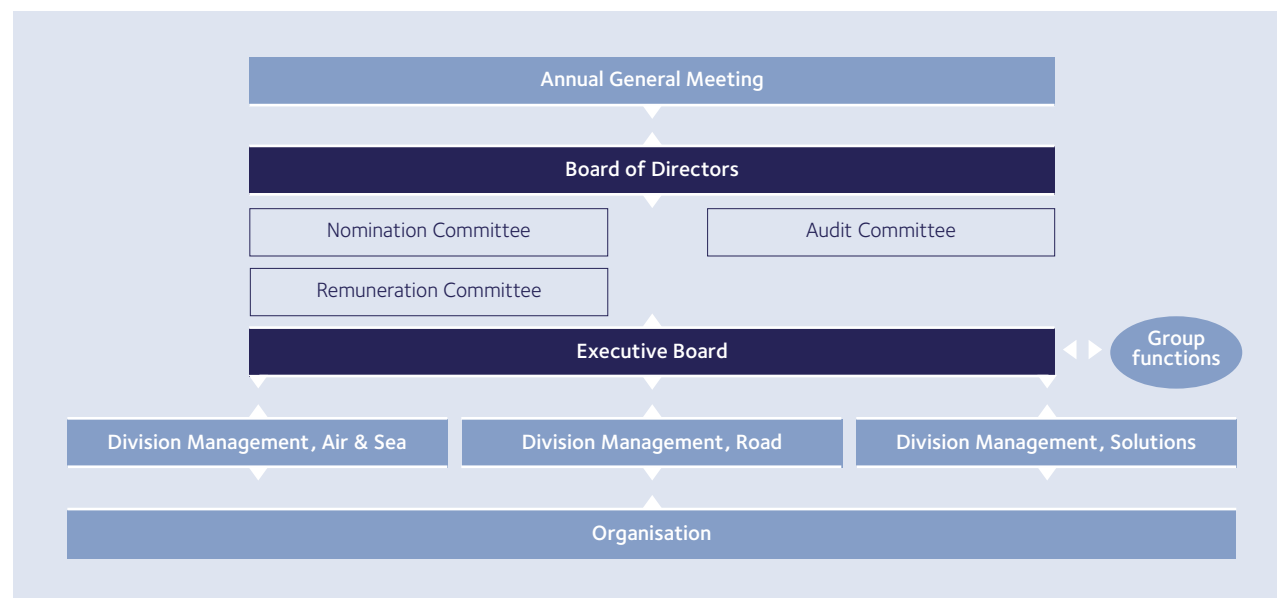 Annual General Meeting
Board of Directors
Nomination Committee
Audit Committee
Remuneration Committee
Executive Board
Group
functions
Division Management, Air & Sea
Division Management, Road
Division Management, Solutions
Organisation